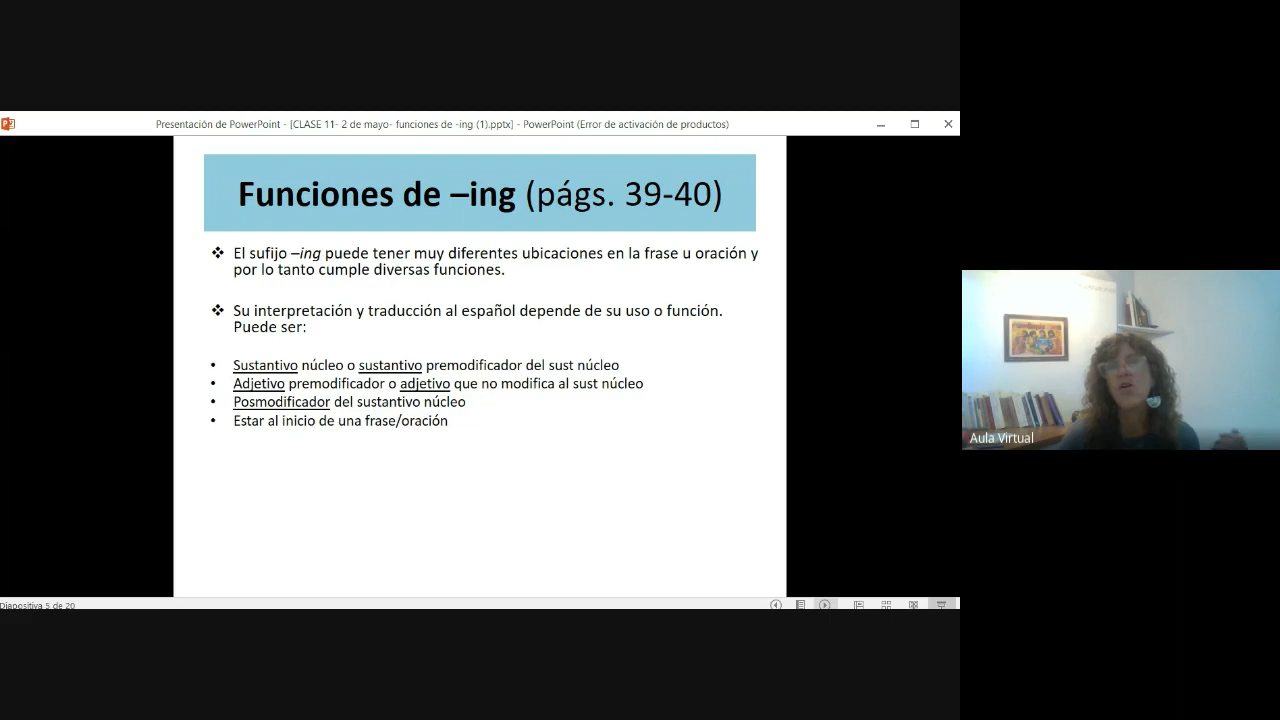 Presentación de PowerPoint - [CLASE 11- 2 de mayo- funciones de -ing (1).pptx] - PowerPoint (Error de activación de productos)
Funciones de –ing (págs. 39-40)
❖ El sufijo –ing puede tener muy diferentes ubicaciones en la frase u oración y
por lo tanto cumple diversas funciones.
❖ Su interpretación y traducción al español depende de su uso o función.
Puede ser:
• Sustantivo núcleo o sustantivo premodificador del sust núcleo
• Adjetivo premodificador o adjetivo que no modifica al sust núcleo
• Posmodificador del sustantivo núcleo
• Estar al inicio de una frase/oración
Aula Virtual
Diapositiva 5 de 20